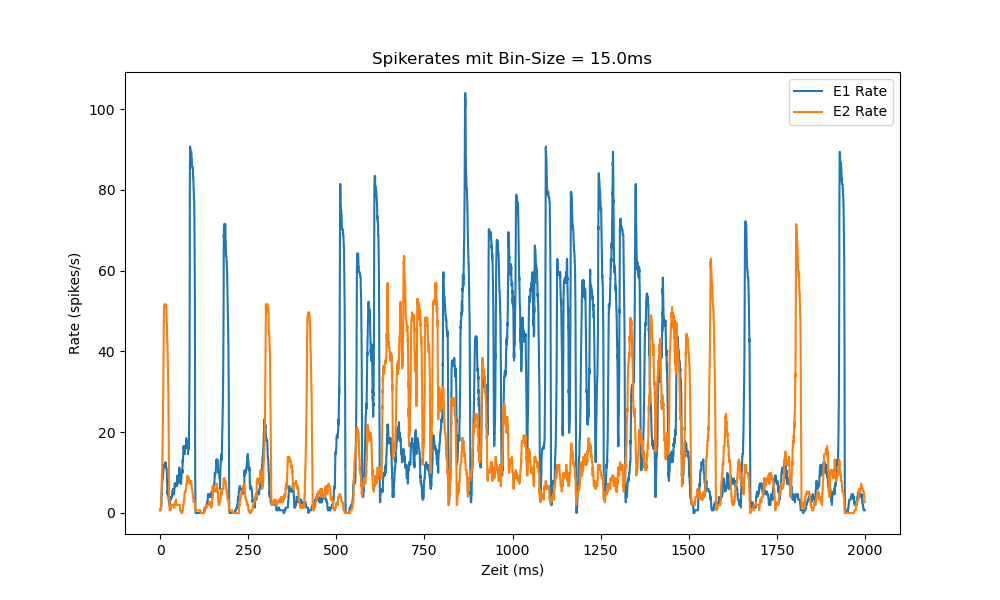 Spikerates mit Bin-Size = 15.0ms
E1 Rate
E2 Rate
Rate (spikes/s)
100
80
60
40
20
0
0 250 500 750 1000 1250 1500 1750 2000
Zeit (ms)